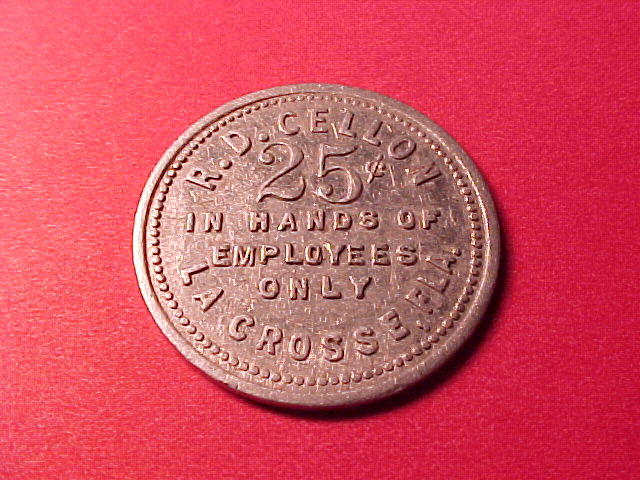 R.D. CELLON
25¢
IN HANDS OF
EMPLOYEES
ONLY
LA CROSSE, FLA.